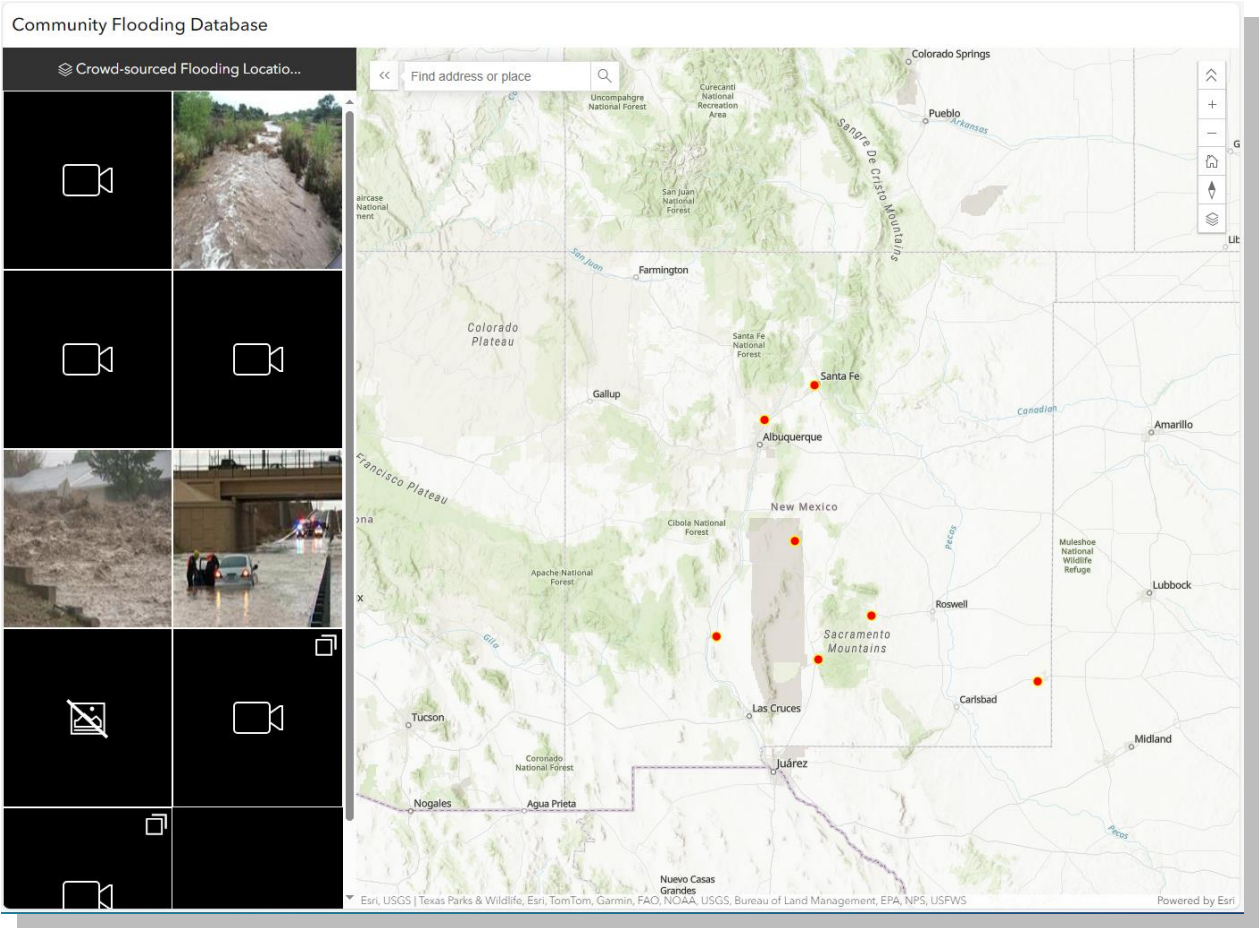 Community Flooding Database
Crowd-sourced Flooding Locatio...
Find address or place
Colorado Springs
Uncompahgre
National Forest
Curecanti
National
Recreation
Area
Pueblo
Arkansas
Sangre De Cristo Mountains
aircase
National
ment
San Juan
National
Forest
Lib
San Juan
Farmington
Colorado
Plateau
Santa Fe
National
Forest
Santa Fe
Gallup
Canadian
Albuquerque
Amarillo
Francisco Plateau
New Mexico
ona
Cibola National
Forest
Pecos
Muleshoe
National
Wildlife
Refuge
Apache National
Forest
Lubbock
x
Roswell
Gila
Sacramento
Mountains
Carlsbad
Las Cruces
Tucson
Midland
Coronado
National Forest
Juárez
Nogales
Agua Prieta
Pecos
Nuevo Casas
Grandes
Esri, USGS | Texas Parks & Wildlife, Esri, TomTom, Garmin, FAO, NOAA, USGS, Bureau of Land Management, EPA, NPS, USFWS
Powered by Esri